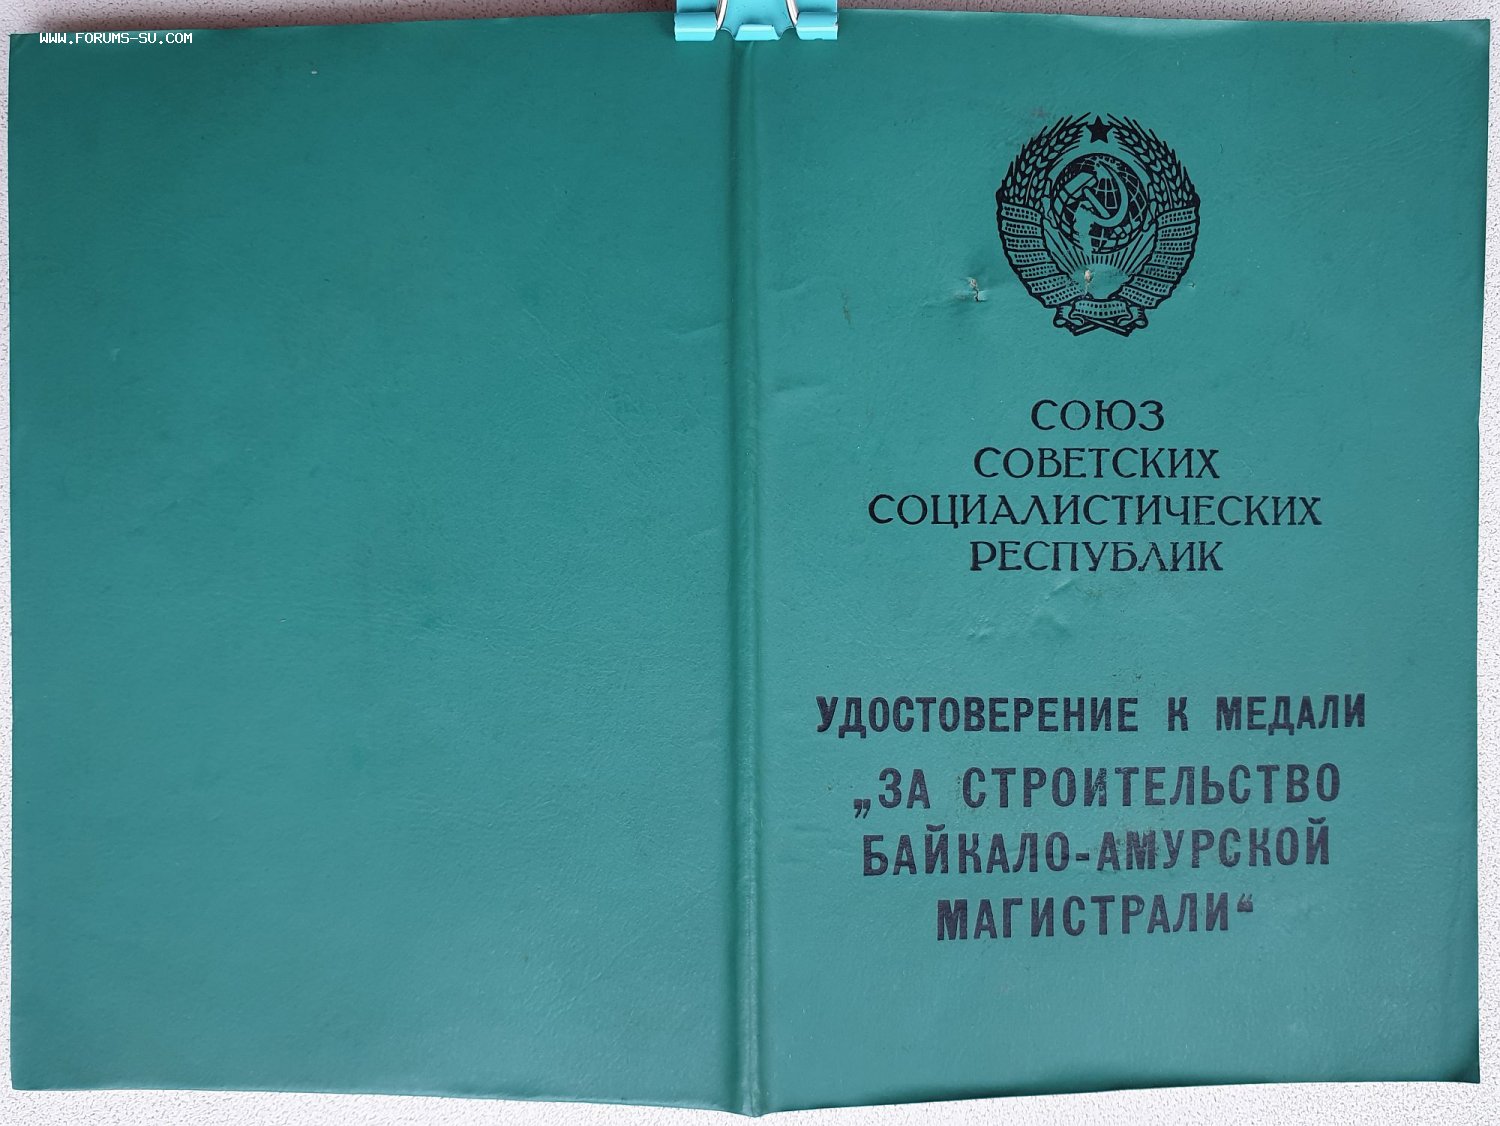 WWW.FORUMS-SU.COM
СОЮЗ
СОВЕТСКИХ
СОЦИАЛИСТИЧЕСКИХ
РЕСПУБЛИК
УДОСТОВЕРЕНИЕ К МЕДАЛИ
„ЗА СТРОИТЕЛЬСТВО
БАЙКАЛО-АМУРСКОЙ
МАГИСТРАЛИ“